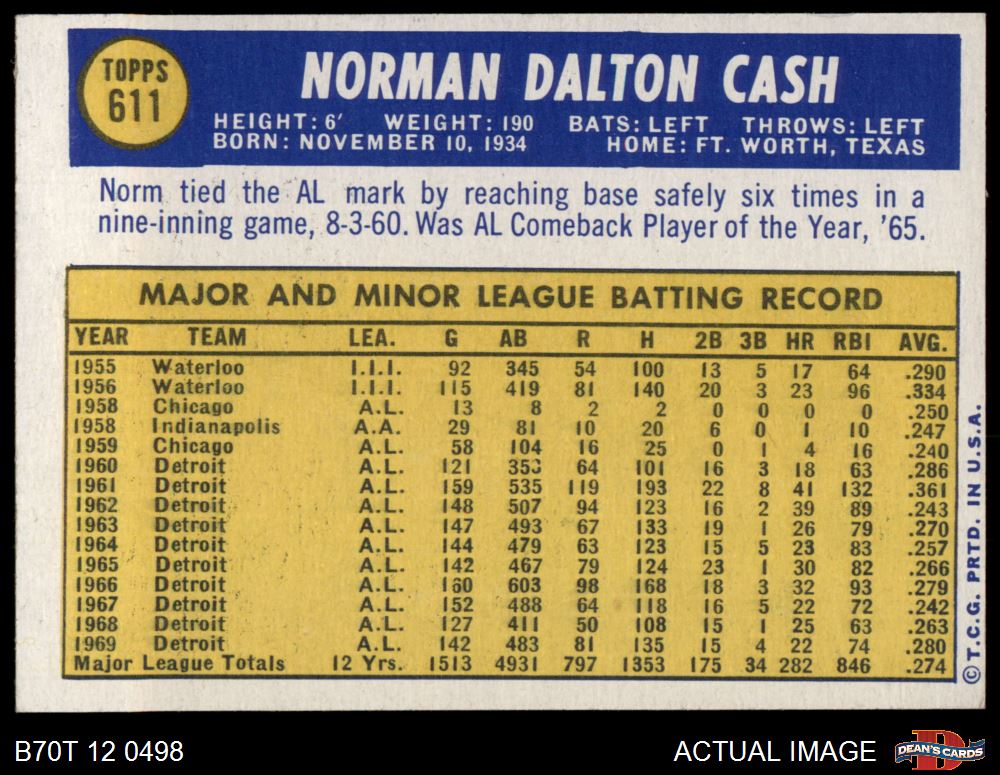 TOPPS
611
NORMAN DALTON CASH
HEIGHT: 6' WEIGHT: 190 BATS: LEFT THROWS: LEFT
BORN: NOVEMBER 10, 1934 HOME: FT. WORTH, TEXAS
Norm tied the AL mark by reaching base safely six times in a
nine-inning game, 8-3-60. Was AL Comeback Player of the Year, '65.
MAJOR AND MINOR LEAGUE BATTING RECORD
YEAR TEAM LEA. G AB R H 2B 3B HR RBI AVG.
1955 Waterloo I.I.I. 92 345 54 100 13 5 17 64 .290
1956 Waterloo I.I.I. 115 419 81 140 20 3 23 96 .334
1958 Chicago A.L. 13 8 2 2 0 0 0 0 .250
1958 Indianapolis A.A. 29 81 10 20 6 0 1 10 .247
1959 Chicago A.L. 58 104 16 25 0 1 4 16 .240
1960 Detroit A.L. 121 353 64 101 16 3 18 63 .286
1961 Detroit A.L. 159 535 119 193 22 8 41 132 .361
1962 Detroit A.L. 148 507 94 123 16 2 39 89 .243
1963 Detroit A.L. 147 493 67 133 19 1 26 79 .270
1964 Detroit A.L. 144 479 63 123 15 5 23 83 .257
1965 Detroit A.L. 142 467 79 124 23 1 30 82 .266
1966 Detroit A.L. 160 603 98 168 18 3 32 93 .279
1967 Detroit A.L. 152 488 64 118 16 5 22 72 .242
1968 Detroit A.L. 127 411 50 108 15 1 25 63 .263
1969 Detroit A.L. 142 483 81 135 15 4 22 74 .280
Major League Totals 12 Yrs. 1513 4931 797 1353 175 34 282 846 .274
© T.C.G. PRTD. IN U.S.A.
B70T 12 0498 ACTUAL IMAGE
DEAN'S CARDS